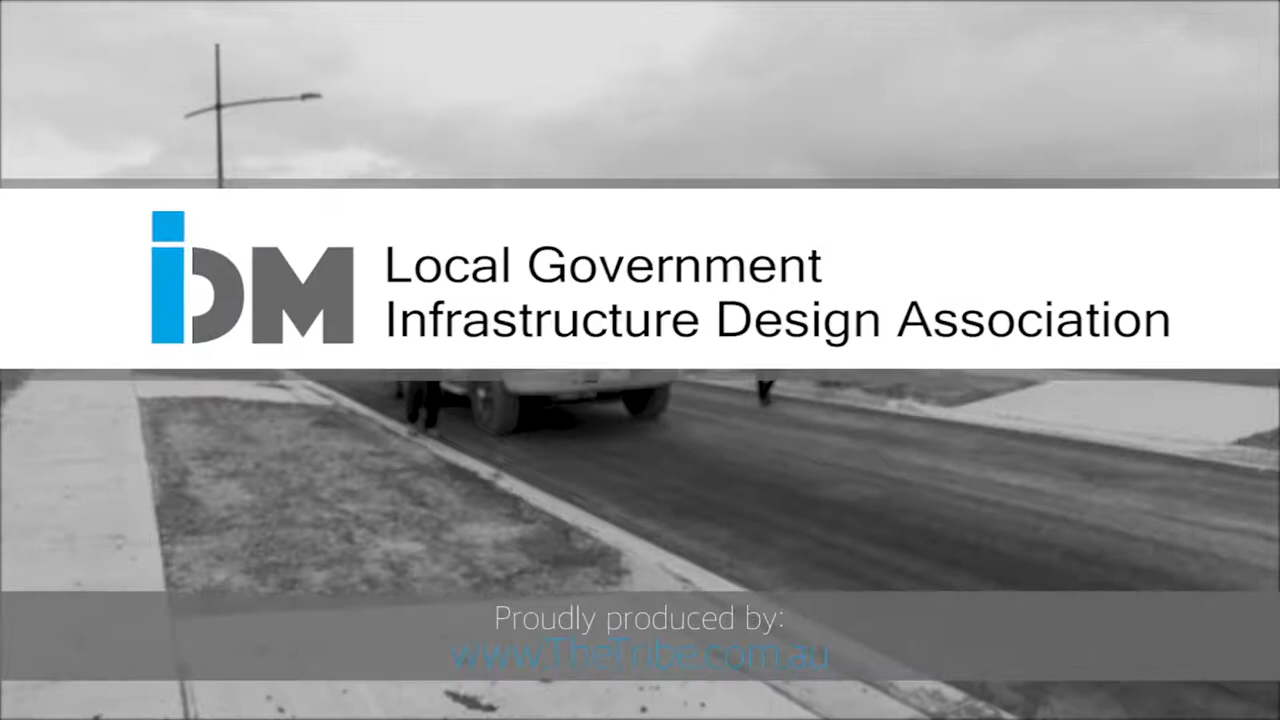 iDM
Local Government
Infrastructure Design Association
Proudly produced by:
www.TheTribe.com.au